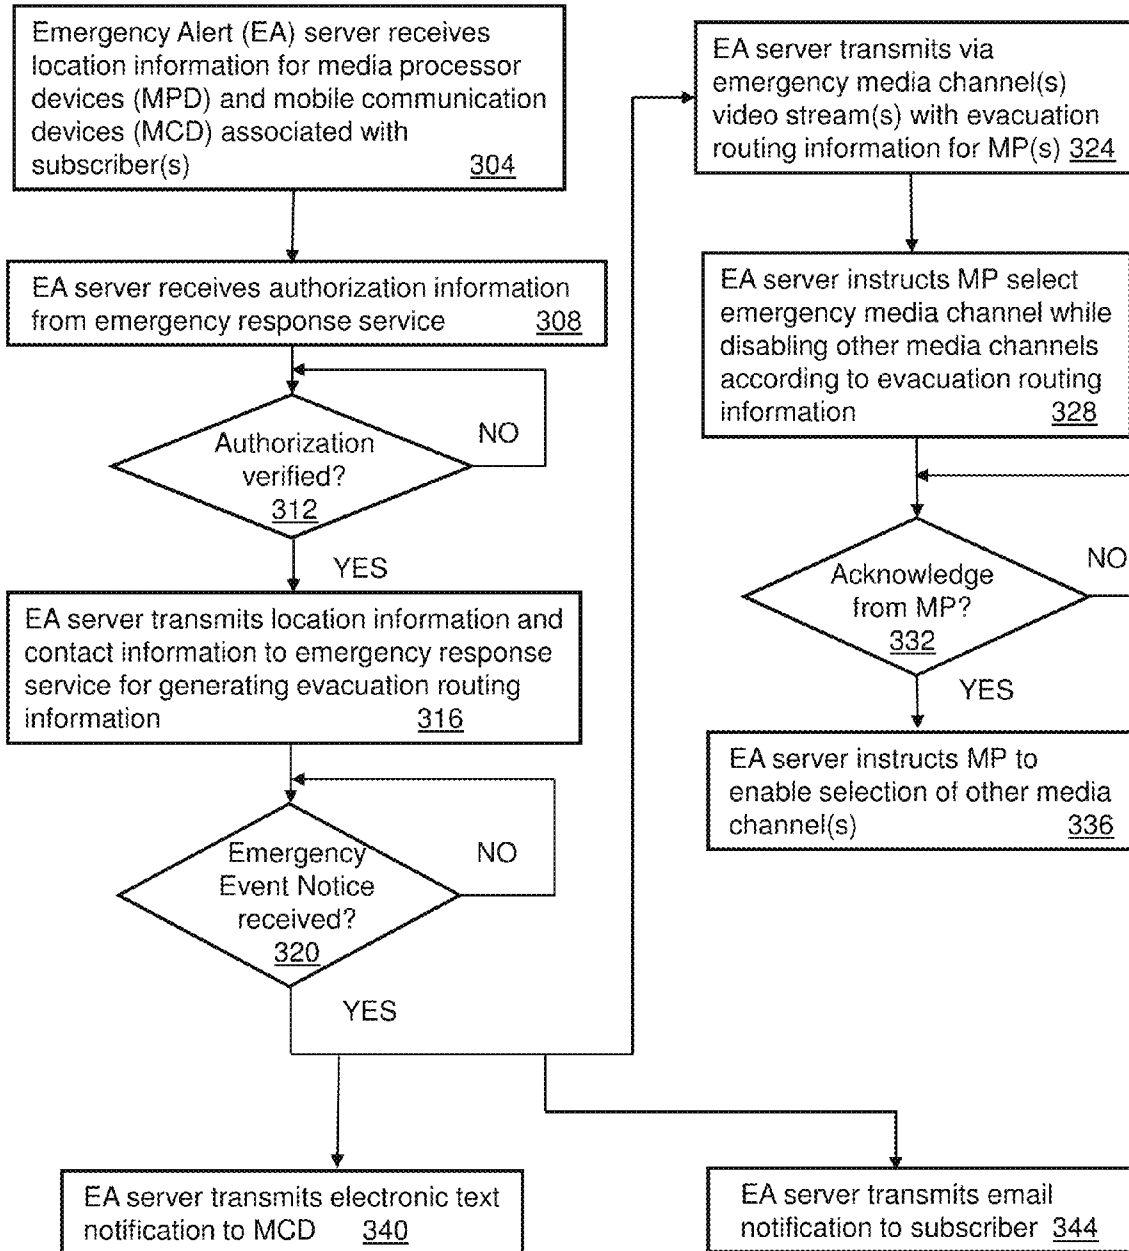 Emergency Alert (EA) server receives
location information for media processor
devices (MPD) and mobile communication
devices (MCD) associated with
subscriber(s) 304
EA server receives authorization information
from emergency response service 308
Authorization
verified?
312
NO
YES
EA server transmits location information and
contact information to emergency response
service for generating evacuation routing
information 316
Emergency
Event Notice
received?
320
NO
YES
EA server transmits via
emergency media channel(s)
video stream(s) with evacuation
routing information for MP(s) 324
EA server instructs MP select
emergency media channel while
disabling other media channels
according to evacuation routing
information 328
Acknowledge
from MP?
332
NO
YES
EA server instructs MP to
enable selection of other media
channel(s) 336
EA server transmits electronic text
notification to MCD 340
EA server transmits email
notification to subscriber 344